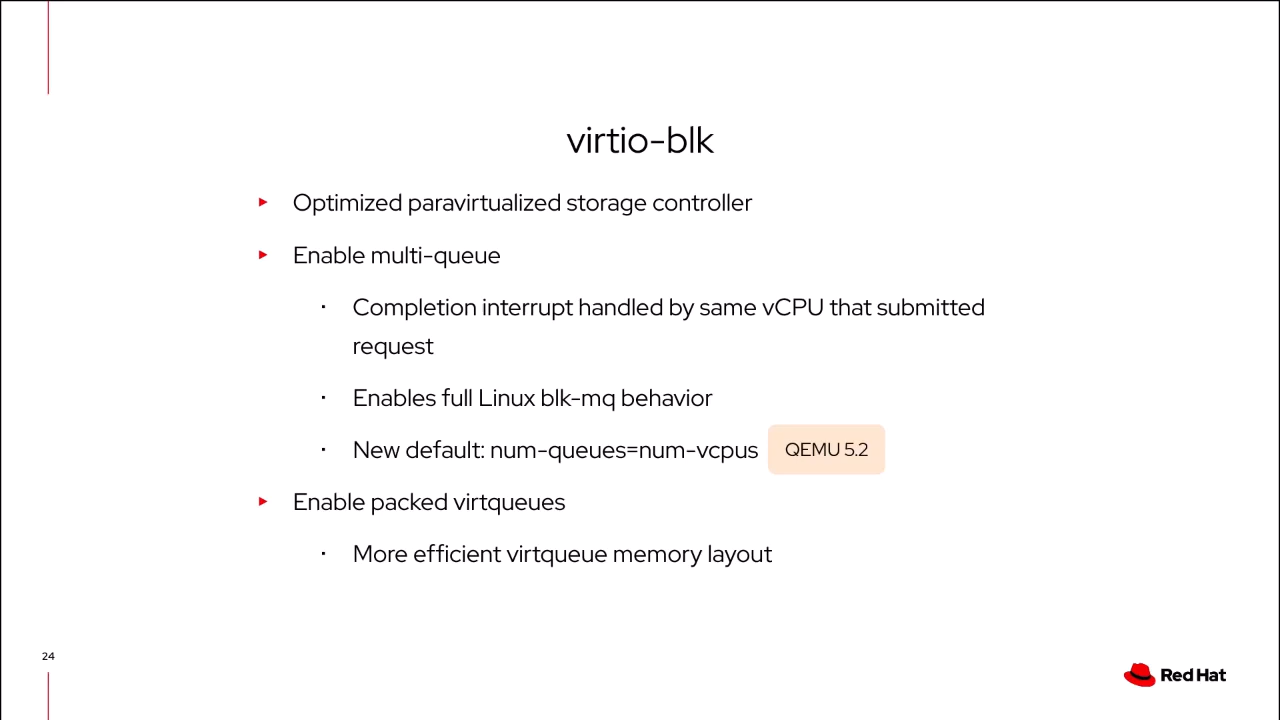 virtio-blk
Optimized paravirtualized storage controller
Enable multi-queue
Completion interrupt handled by same vCPU that submitted
request
Enables full Linux blk-mq behavior
New default: num-queues=num-vcpus QEMU 5.2
Enable packed virtqueues
More efficient virtqueue memory layout
24
Red Hat